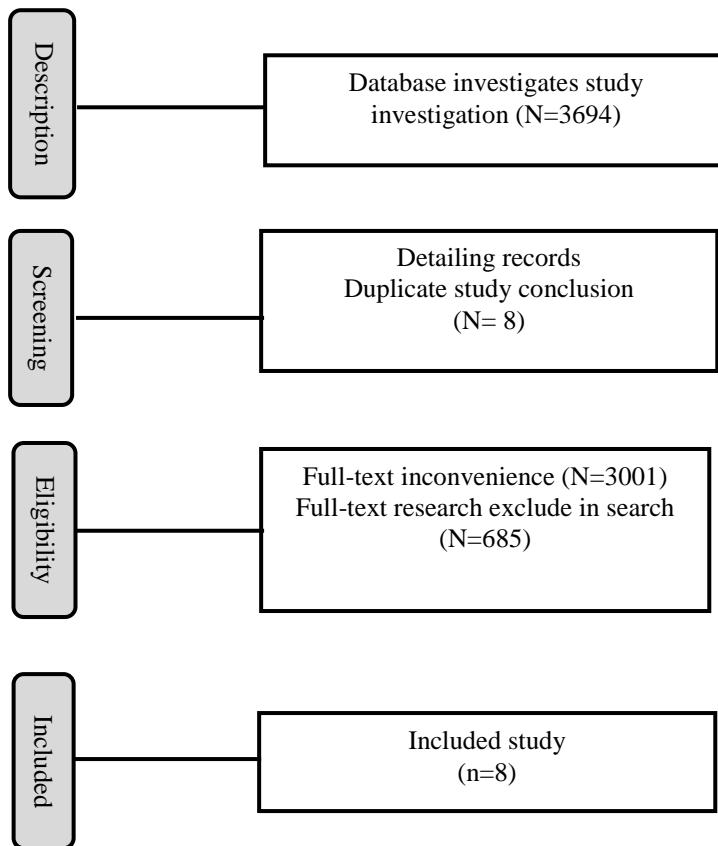 Description
Database investigates study
investigation (N=3694)
Screening
Detailing records
Duplicate study conclusion
(N= 8)
Eligibility
Full-text inconvenience (N=3001)
Full-text research exclude in search
(N=685)
Included
Included study
(n=8)